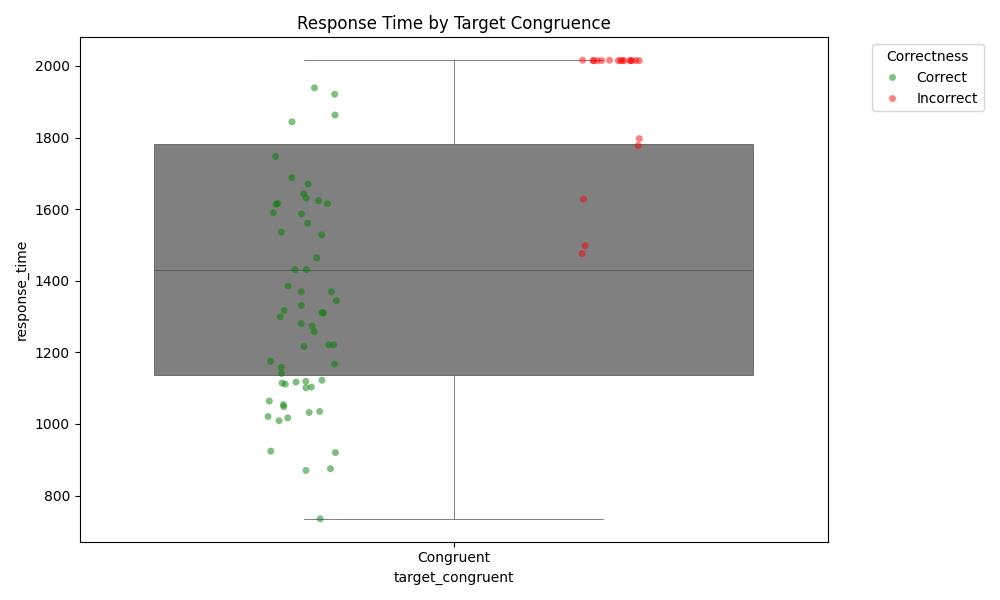 Response Time by Target Congruence
response_time
2000
1800
1600
1400
1200
1000
800
Congruent
target_congruent
Correctness
Correct
Incorrect